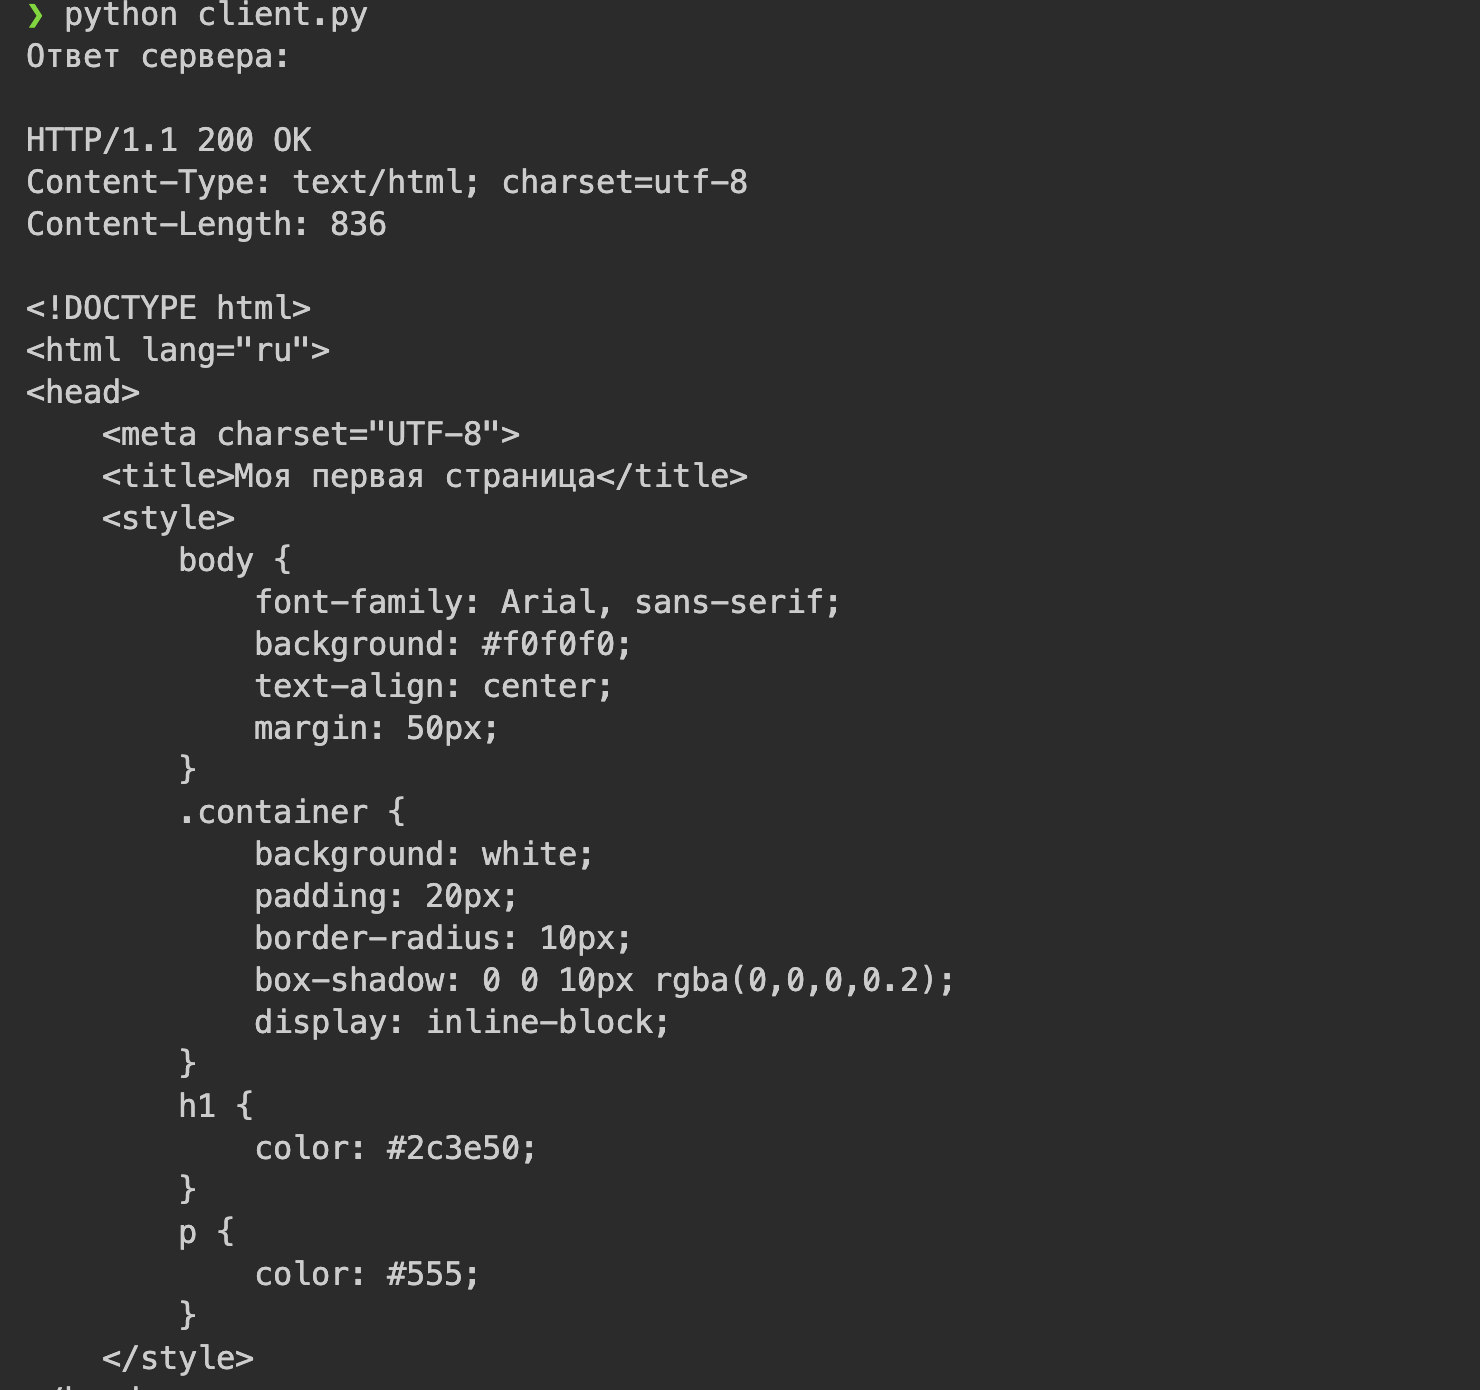 ❯ python client.py
Ответ сервера:

HTTP/1.1 200 OK
Content-Type: text/html; charset=utf-8
Content-Length: 836

<!DOCTYPE html>
<html lang="ru">
<head>
    <meta charset="UTF-8">
    <title>Моя первая страница</title>
    <style>
        body {
            font-family: Arial, sans-serif;
            background: #f0f0f0;
            text-align: center;
            margin: 50px;
        }
        .container {
            background: white;
            padding: 20px;
            border-radius: 10px;
            box-shadow: 0 0 10px rgba(0,0,0,0.2);
            display: inline-block;
        }
        h1 {
            color: #2c3e50;
        }
        p {
            color: #555;
        }
    </style>